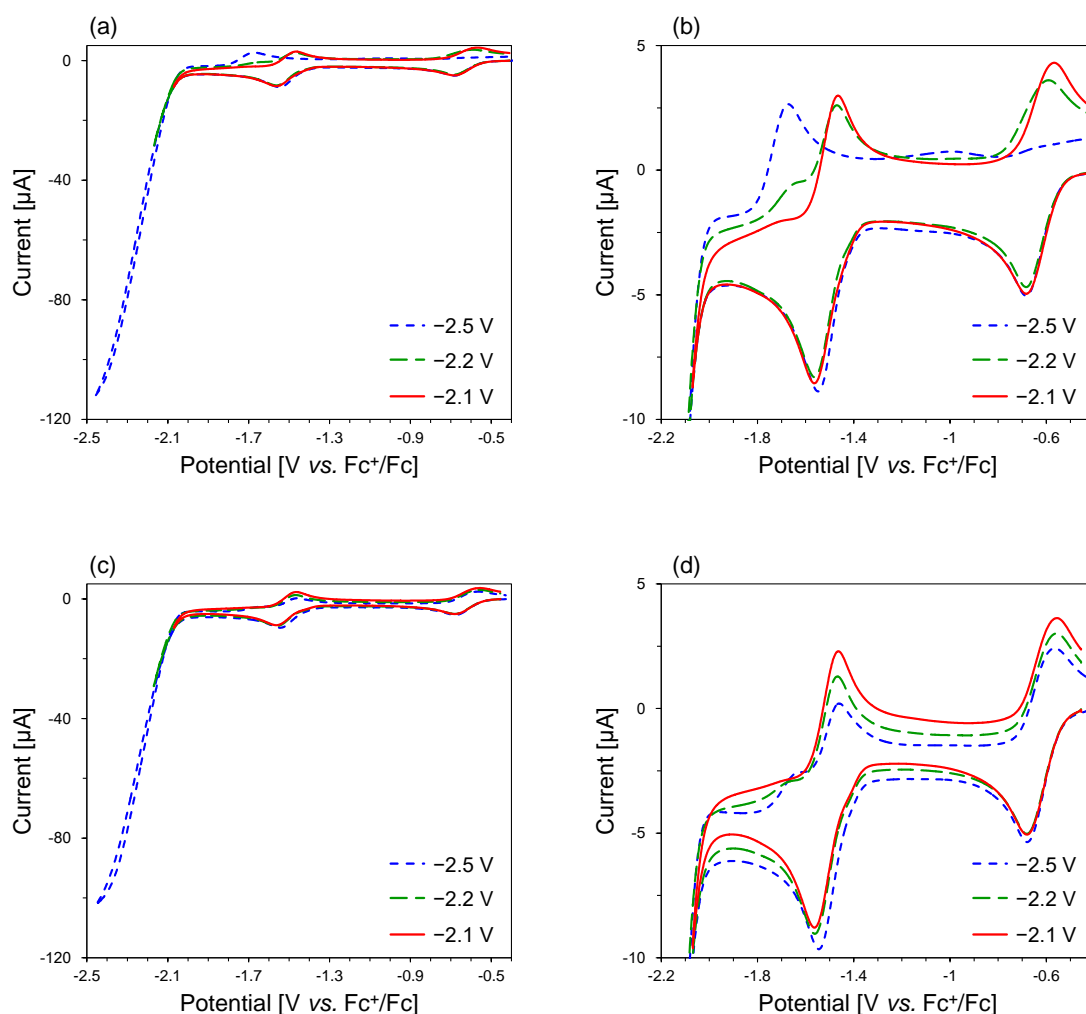 (a)
0
-40
-80
-120
Current [µA]
-2.5 -2.1 -1.7 -1.3 -0.9 -0.5
Potential [V vs. Fc⁺/Fc]
−2.5 V
−2.2 V
−2.1 V
(b)
5
0
-5
-10
Current [µA]
-2.2 -1.8 -1.4 -1 -0.6
Potential [V vs. Fc⁺/Fc]
−2.5 V
−2.2 V
−2.1 V
(c)
0
-40
-80
-120
Current [µA]
-2.5 -2.1 -1.7 -1.3 -0.9 -0.5
Potential [V vs. Fc⁺/Fc]
−2.5 V
−2.2 V
−2.1 V
(d)
5
0
-5
-10
Current [µA]
-2.2 -1.8 -1.4 -1 -0.6
Potential [V vs. Fc⁺/Fc]
−2.5 V
−2.2 V
−2.1 V